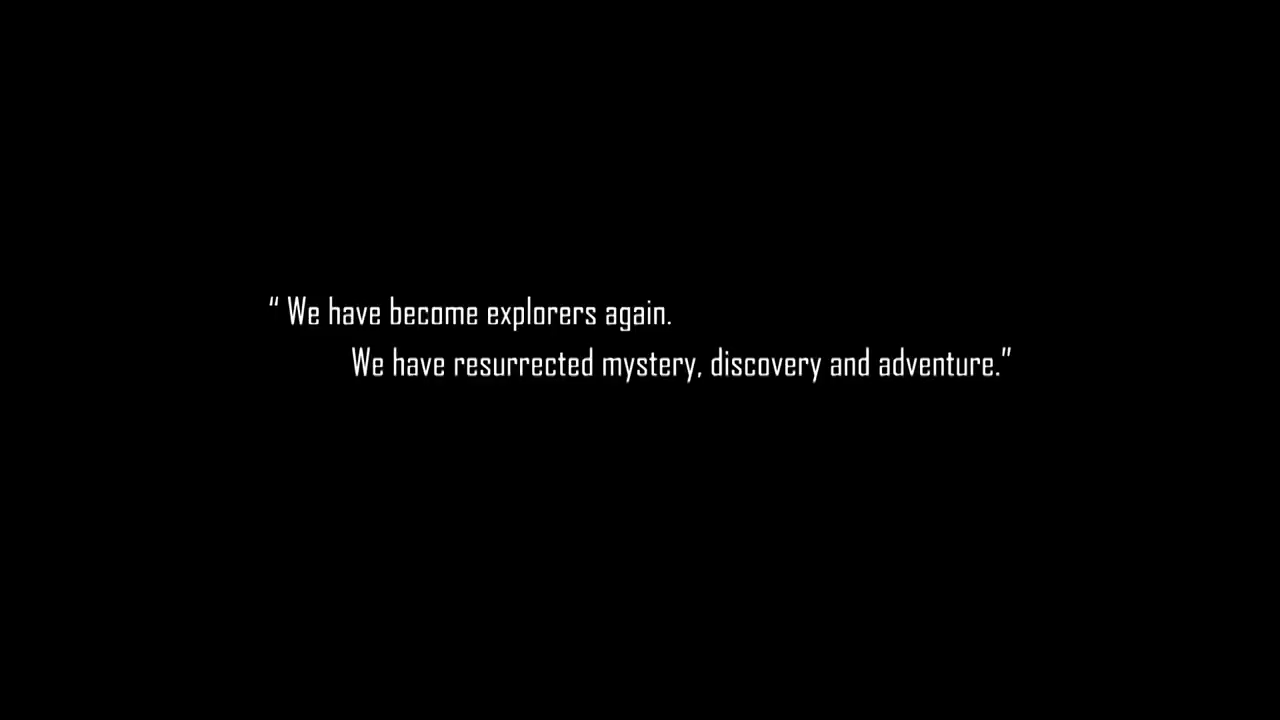 “ We have become explorers again.
We have resurrected mystery, discovery and adventure.”